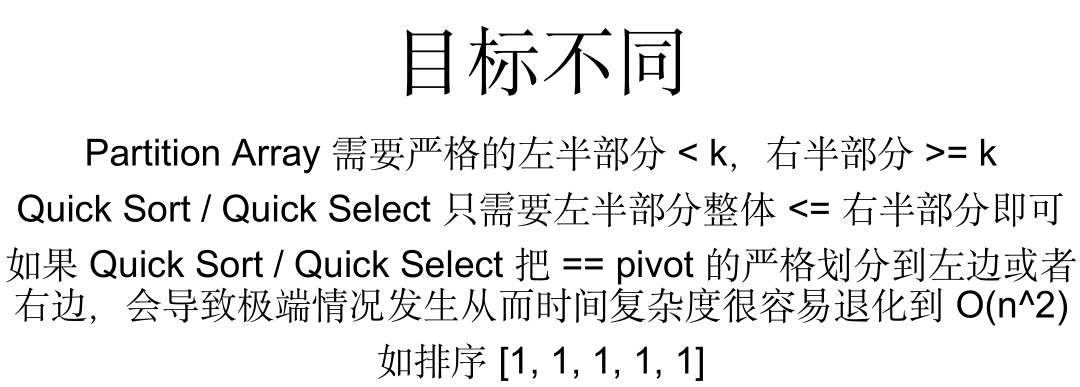 目标不同
Partition Array 需要严格的左半部分 < k，右半部分 >= k
Quick Sort / Quick Select 只需要左半部分整体 <= 右半部分即可
如果 Quick Sort / Quick Select 把 == pivot 的严格划分到左边或者
右边，会导致极端情况发生从而时间复杂度很容易退化到 O(n^2)
如排序 [1, 1, 1, 1, 1]